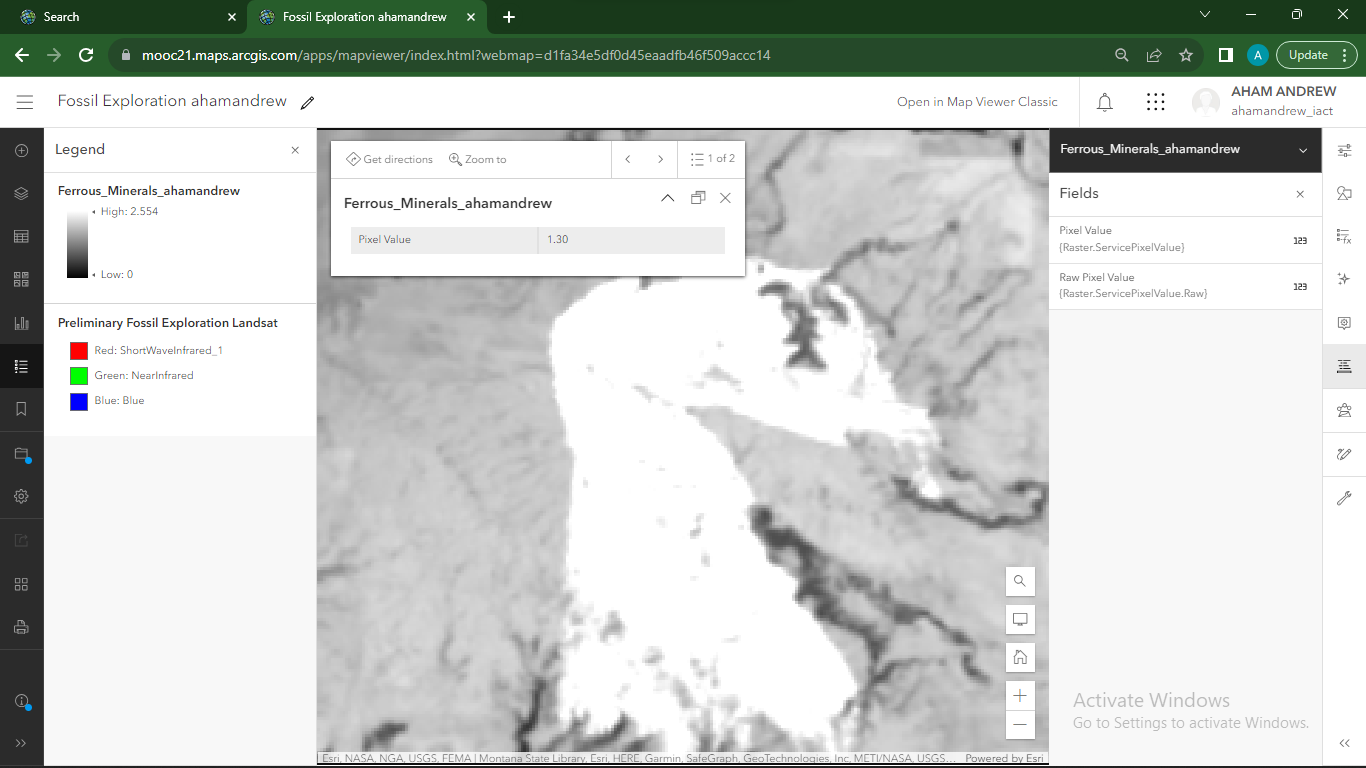 Search
Fossil Exploration ahamandrew
mooc21.maps.arcgis.com/apps/mapviewer/index.html?webmap=d1fa34e5df0d45eaadfb46f509accc14
A
Update
Fossil Exploration ahamandrew
Open in Map Viewer Classic
AHAM ANDREW
ahamandrew_iact
Legend
Ferrous_Minerals_ahamandrew
High: 2.554
Low: 0
Preliminary Fossil Exploration Landsat
Red: ShortWaveInfrared_1
Green: NearInfrared
Blue: Blue
Get directions
Zoom to
1 of 2
Ferrous_Minerals_ahamandrew
Pixel Value 1.30
Ferrous_Minerals_ahamandrew
Fields
Pixel Value
{Raster.ServicePixelValue}
123
Raw Pixel Value
{Raster.ServicePixelValue.Raw}
123
Activate Windows
Go to Settings to activate Windows.
Esri, NASA, NGA, USGS, FEMA | Montana State Library, Esri, HERE, Garmin, SafeGraph, GeoTechnologies, Inc, METI/NASA, USGS… Powered by Esri